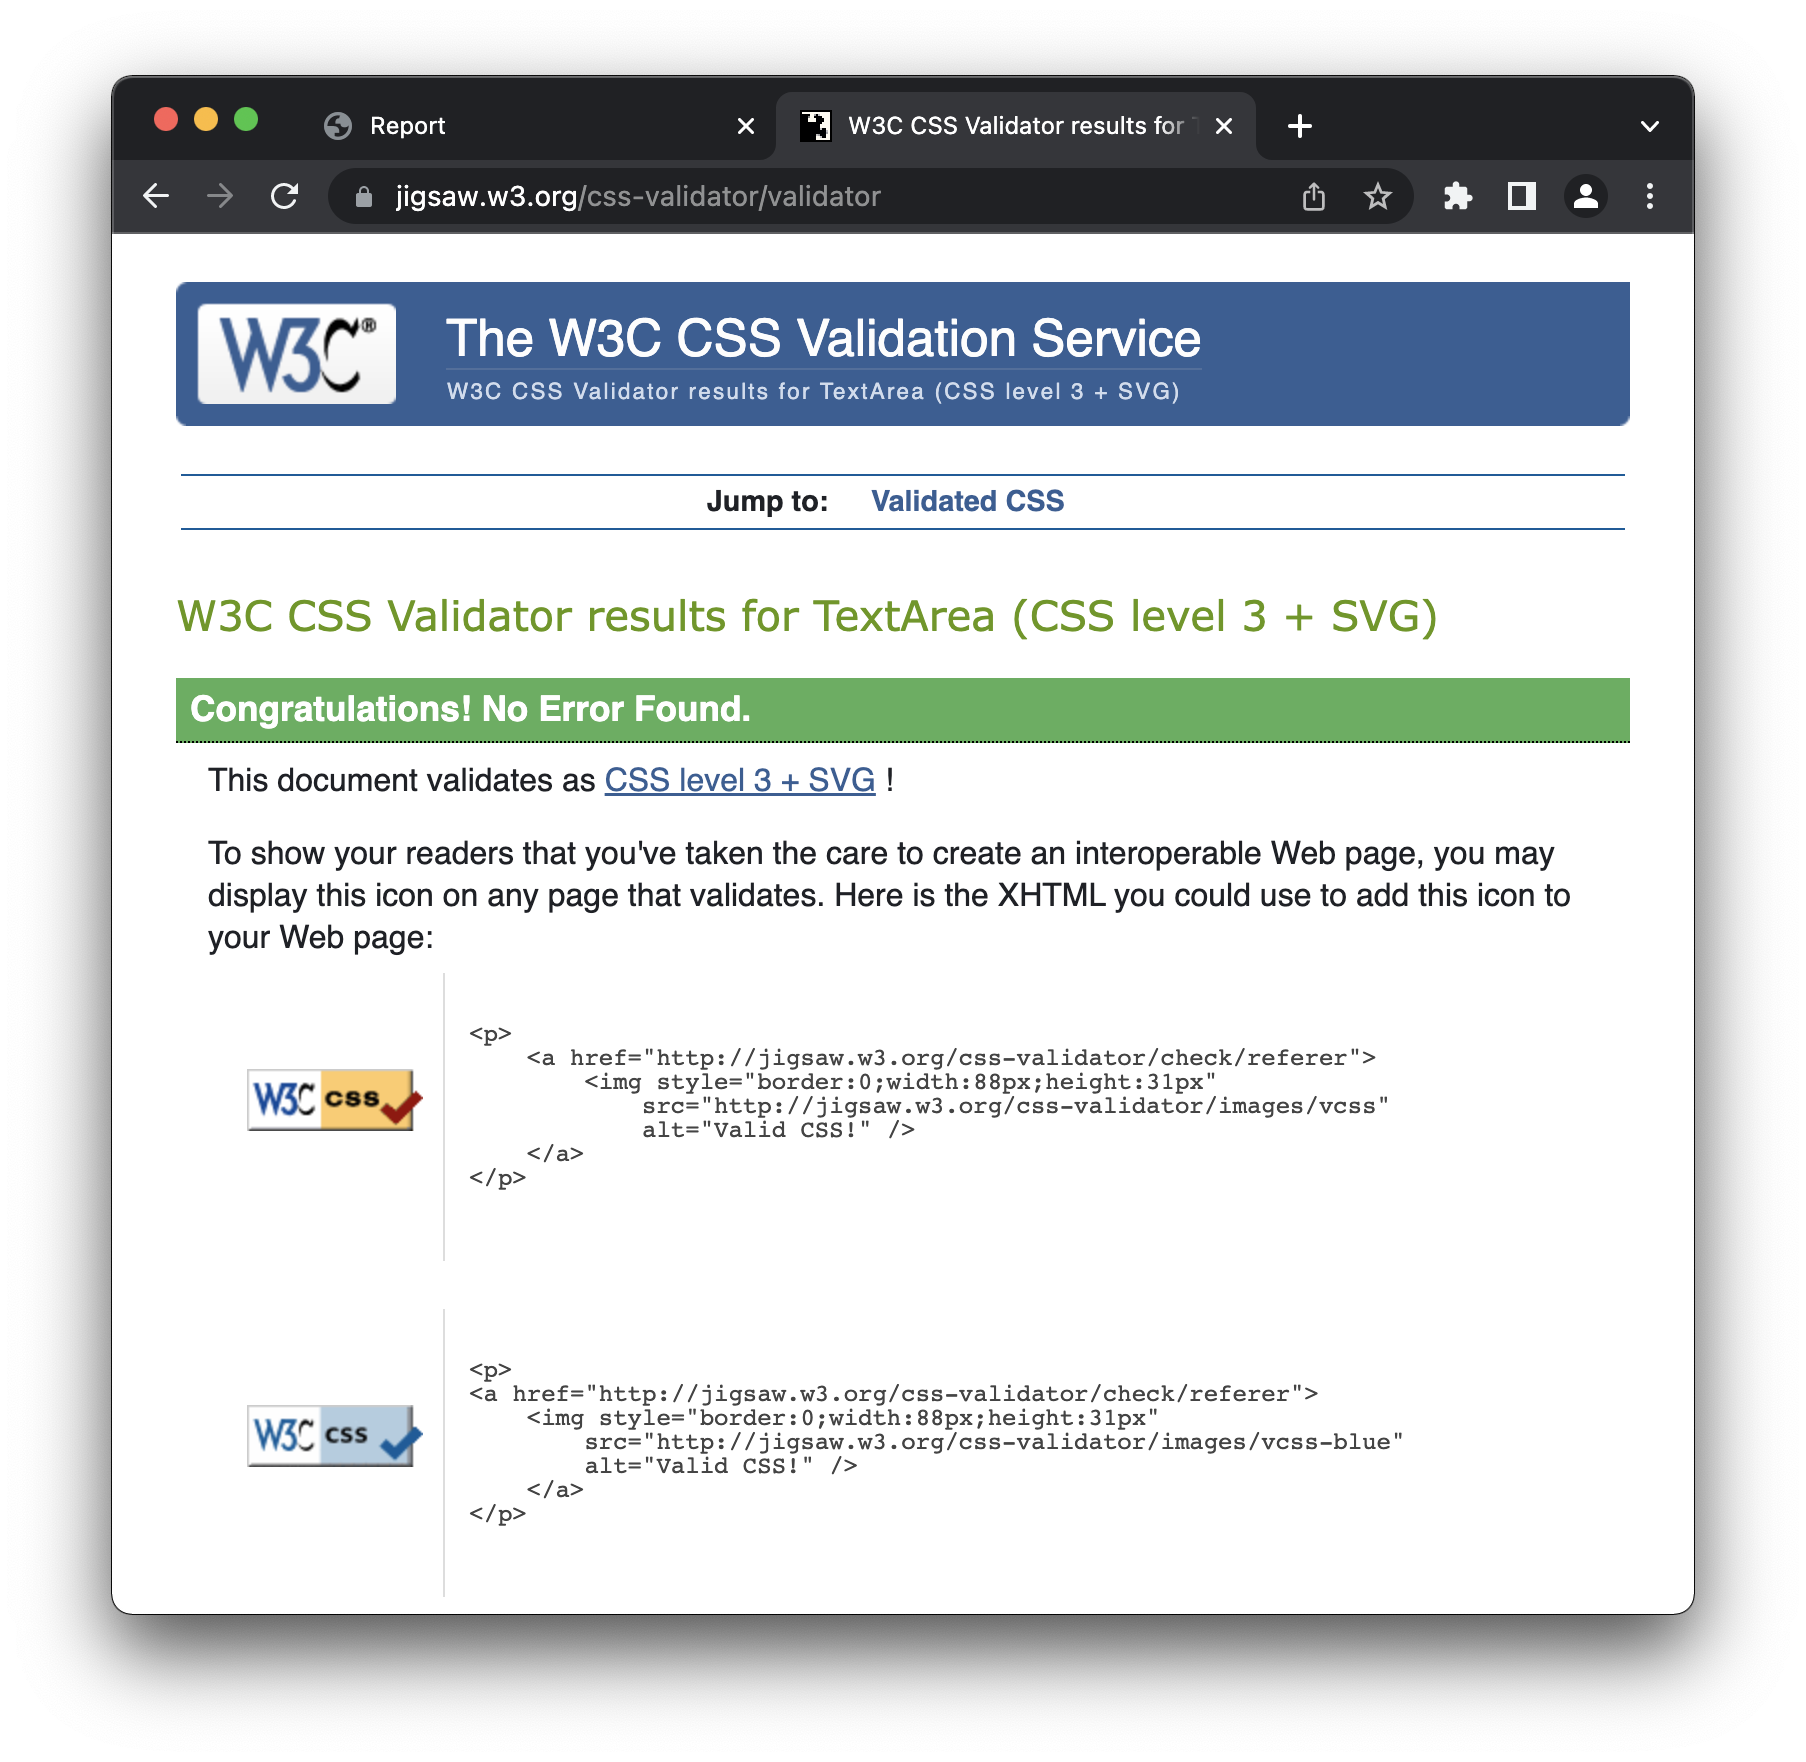 Report
W3C CSS Validator results for
jigsaw.w3.org/css-validator/validator
W3C®
The W3C CSS Validation Service
W3C CSS Validator results for TextArea (CSS level 3 + SVG)
Jump to: Validated CSS
W3C CSS Validator results for TextArea (CSS level 3 + SVG)
Congratulations! No Error Found.
This document validates as CSS level 3 + SVG !
To show your readers that you've taken the care to create an interoperable Web page, you may
display this icon on any page that validates. Here is the XHTML you could use to add this icon to
your Web page:
W3C css
<p>
<a href="http://jigsaw.w3.org/css-validator/check/referer">
<img style="border:0;width:88px;height:31px"
src="http://jigsaw.w3.org/css-validator/images/vcss"
alt="Valid CSS!" />
</a>
</p>
W3C css
<p>
<a href="http://jigsaw.w3.org/css-validator/check/referer">
<img style="border:0;width:88px;height:31px"
src="http://jigsaw.w3.org/css-validator/images/vcss-blue"
alt="Valid CSS!" />
</a>
</p>